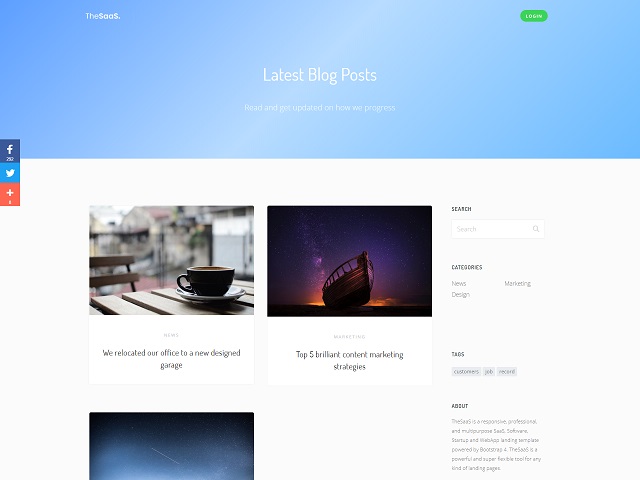 TheSaaS.
LOGIN
Latest Blog Posts
Read and get updated on how we progress
292
8
NEWS
We relocated our office to a new designed
garage
MARKETING
Top 5 brilliant content marketing
strategies
SEARCH
Search
CATEGORIES
News
Marketing
Design
TAGS
customers
job
record
ABOUT
TheSaaS is a responsive, professional,
and multipurpose SaaS, Software,
Startup and WebApp landing template
powered by Bootstrap 4. TheSaaS is a
powerful and super flexible tool for any
kind of landing pages.